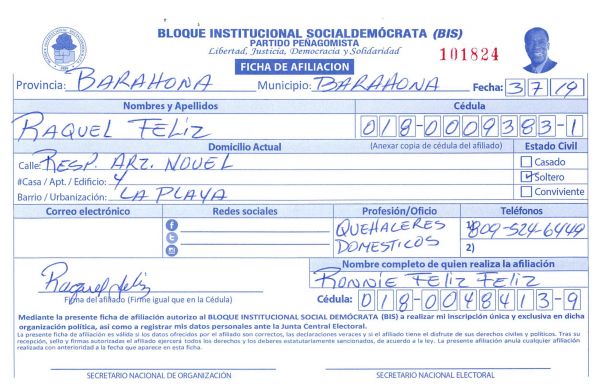 BLOQUE INSTITUCIONAL SOCIALDEMÓCRATA (BIS)
PARTIDO PEÑAGOMISTA
Libertad, Justicia, Democracia y Solidaridad
101824
FICHA DE AFILIACION
Provincia: BARAHONA Municipio: BARAHONA Fecha: 3/7/19
Nombres y Apellidos Cédula
RAQUEL FELIZ 018-0009383-1
Domicilio Actual (Anexar copia de cédula del afiliado) Estado Civil
Calle: RESP. ARZ. NOUEL Casado
#Casa / Apt. / Edificio: 4 Soltero
Barrio / Urbanización: LA PLAYA Conviviente
Correo electrónico Redes sociales Profesión/Oficio Teléfonos
QUEHALERES 1) 809-524-6449
DOMESTICOS 2)
Nombre completo de quien realiza la afiliación
Raquel feliz RONNIE FELIZ FELIZ
Firma del afiliado (Firme igual que en la Cédula) Cédula: 018-0048413-9
Mediante la presente ficha de afiliación autorizo al BLOQUE INSTITUCIONAL SOCIAL DEMÓCRATA (BIS) a realizar mi inscripción única y exclusiva en dicha
organización política, así como a registrar mis datos personales ante la Junta Central Electoral.
La presente ficha de afiliación es válida si los datos ofrecidos por el afiliado son correctos, las declaraciones veraces y si el afiliado tiene el disfrute de sus derechos civiles y políticos. Tras su
recepción, sello y firmas autorizadas el afiliado ejercerá todos los derechos y los deberes estatutariamente sancionados, de acuerdo a la ley. La presente afiliación anula cualquier afiliación
realizada con anterioridad a la fecha que aparece en esta ficha.
SECRETARIO NACIONAL DE ORGANIZACIÓN SECRETARIO NACIONAL ELECTORAL